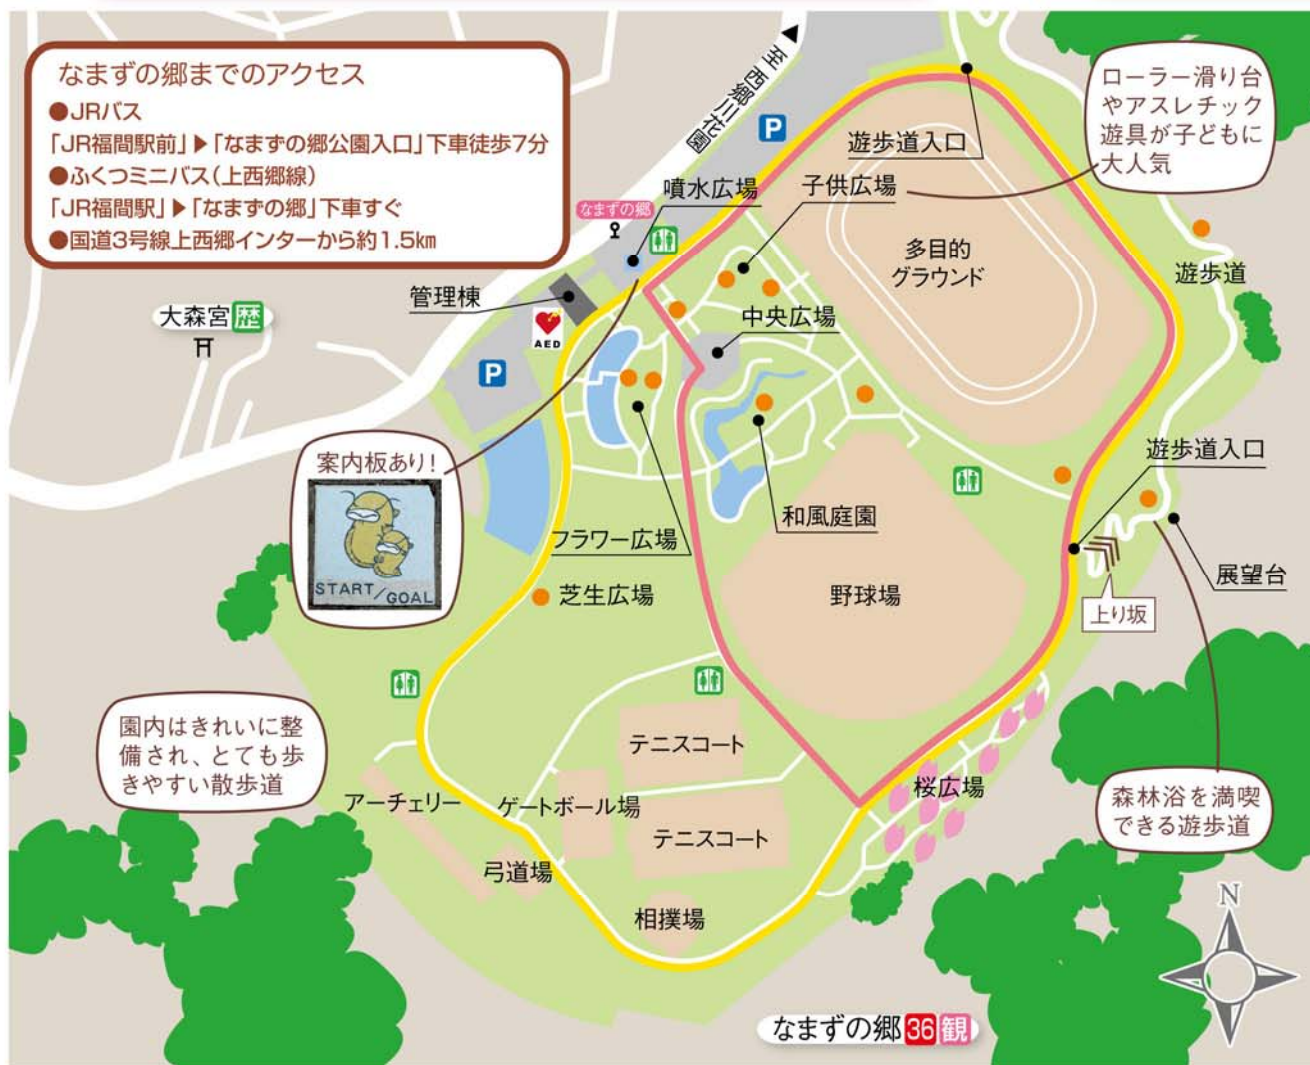 なまずの郷までのアクセス
●JRバス
「JR福間駅前」▶「なまずの郷公園入口」下車徒歩7分
●ふくつミニバス(上西郷線)
「JR福間駅」▶「なまずの郷」下車すぐ
●国道3号線上西郷インターから約1.5km
◀至 西郷川花園
P
遊歩道入口
ローラー滑り台
やアスレチック
遊具が子どもに
大人気
噴水広場
子供広場
なまずの郷
多目的
グラウンド
遊歩道
管理棟
大森宮 歴
AED
中央広場
P
案内板あり!
START/GOAL
フラワー広場
和風庭園
遊歩道入口
展望台
上り坂
芝生広場
野球場
園内はきれいに整
備され、とても歩
きやすい散歩道
テニスコート
アーチェリー
ゲートボール場
テニスコート
桜広場
弓道場
相撲場
森林浴を満喫
できる遊歩道
N
なまずの郷 36 観